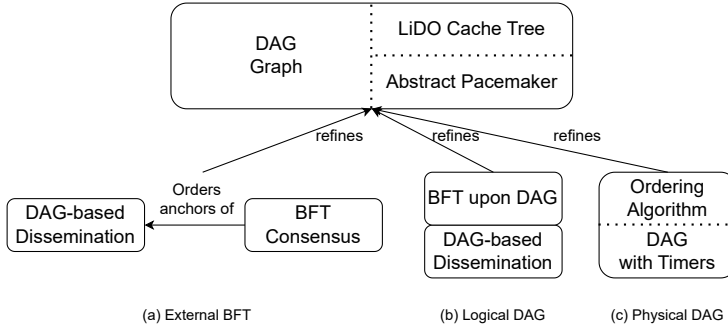 DAG
Graph
LiDO Cache Tree
Abstract Pacemaker
refines
refines
refines
Orders
anchors of
DAG-based
Dissemination
BFT
Consensus
BFT upon DAG
DAG-based
Dissemination
Ordering
Algorithm
DAG
with Timers
(a) External BFT
(b) Logical DAG
(c) Physical DAG